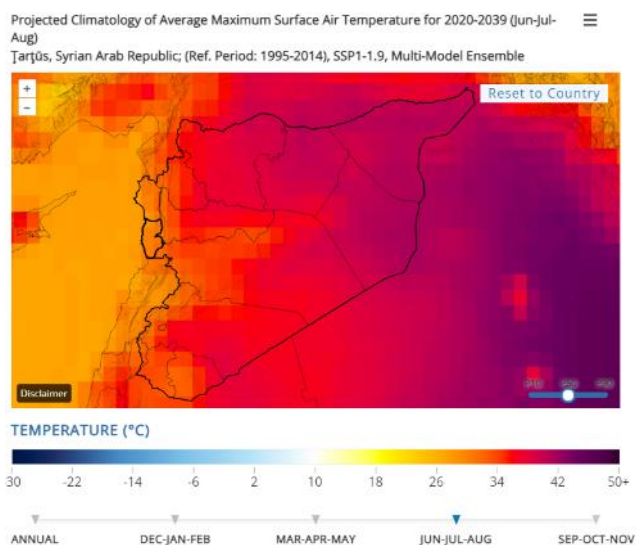 Projected Climatology of Average Maximum Surface Air Temperature for 2020-2039 (Jun-Jul-
Aug)
Ţarţūs, Syrian Arab Republic; (Ref. Period: 1995-2014), SSP1-1.9, Multi-Model Ensemble
+
−
Reset to Country
Disclaimer
e10 e50 e90
TEMPERATURE (°C)
30 -22 -14 -6 2 10 18 26 34 42 50+
ANNUAL DEC-JAN-FEB MAR-APR-MAY JUN-JUL-AUG SEP-OCT-NOV